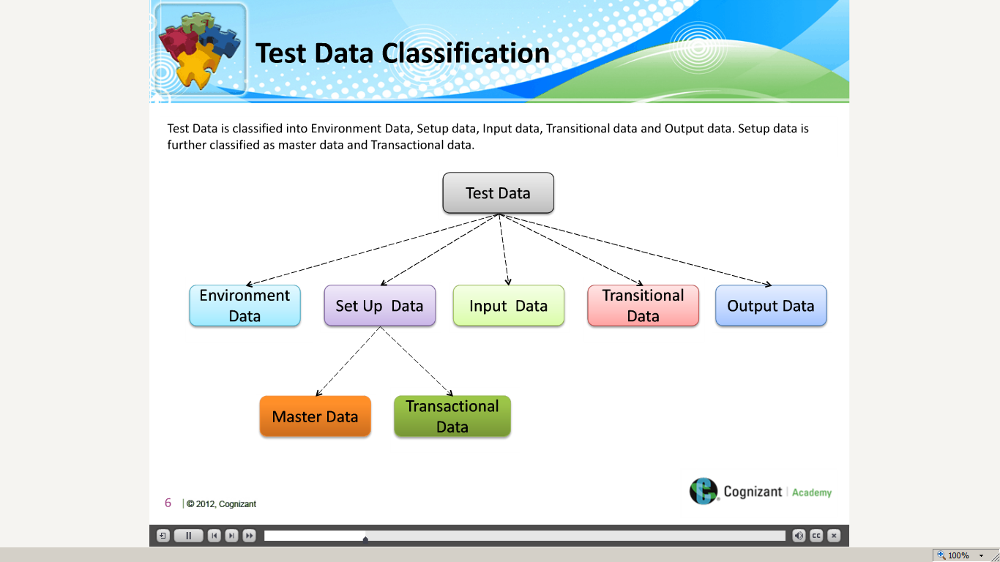 Test Data Classification
Test Data is classified into Environment Data, Setup data, Input data, Transitional data and Output data. Setup data is
further classified as master data and Transactional data.
Test Data
Environment
Data
Set Up  Data
Input  Data
Transitional
Data
Output Data
Master Data
Transactional
Data
6 | © 2012, Cognizant
Cognizant | Academy
CC
100%